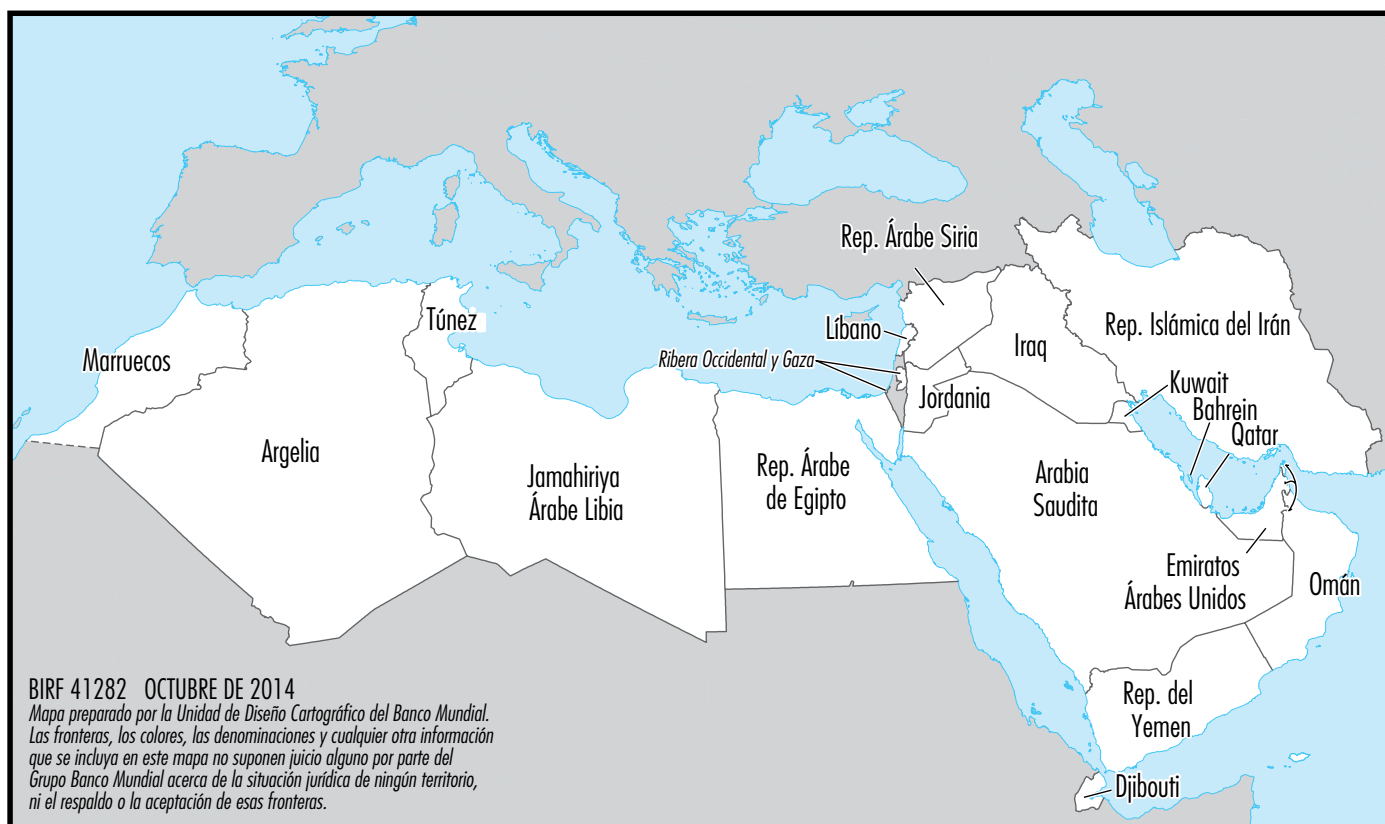 Rep. Árabe Siria
Túnez
Líbano
Rep. Islámica del Irán
Marruecos
Ribera Occidental y Gaza
Iraq
Jordania
Kuwait
Bahrein
Qatar
Argelia
Jamahiriya
Árabe Libia
Rep. Árabe
de Egipto
Arabia
Saudita
Emiratos
Árabes Unidos
Omán
Rep. del
Yemen
Djibouti
BIRF 41282 OCTUBRE DE 2014
Mapa preparado por la Unidad de Diseño Cartográfico del Banco Mundial.
Las fronteras, los colores, las denominaciones y cualquier otra información
que se incluya en este mapa no suponen juicio alguno por parte del
Grupo Banco Mundial acerca de la situación jurídica de ningún territorio,
ni el respaldo o la aceptación de esas fronteras.